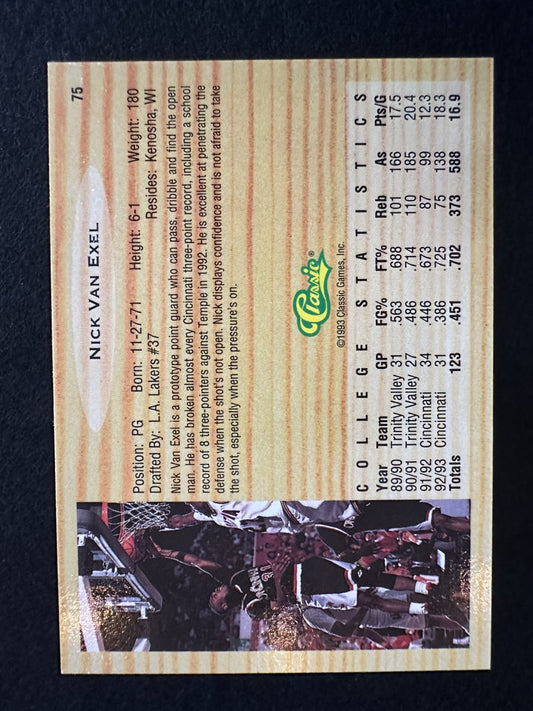 75
NICK VAN EXEL
Position: PG Born: 11-27-71 Height: 6-1 Weight: 180
Drafted By: L.A. Lakers #37 Resides: Kenosha, WI
Nick Van Exel is a prototype point guard who can pass, dribble and find the open
man. He has broken almost every Cincinnati three-point record, including a school
record of 8 three-pointers against Temple in 1992. He is excellent at penetrating the
defense when the shot's not open. Nick displays confidence and is not afraid to take
the shot, especially when the pressure's on.
Classic®
©1993 Classic Games, Inc.
COLLEGE STATISTICS
Year Team GP FG% FT% Reb As Pts/G
89/90 Trinity Valley 31 .563 .688 101 166 17.5
90/91 Trinity Valley 27 .486 .714 110 185 20.4
91/92 Cincinnati 34 .446 .673 87 99 12.3
92/93 Cincinnati 31 .386 .725 75 138 18.3
Totals 123 .451 .702 373 588 16.9